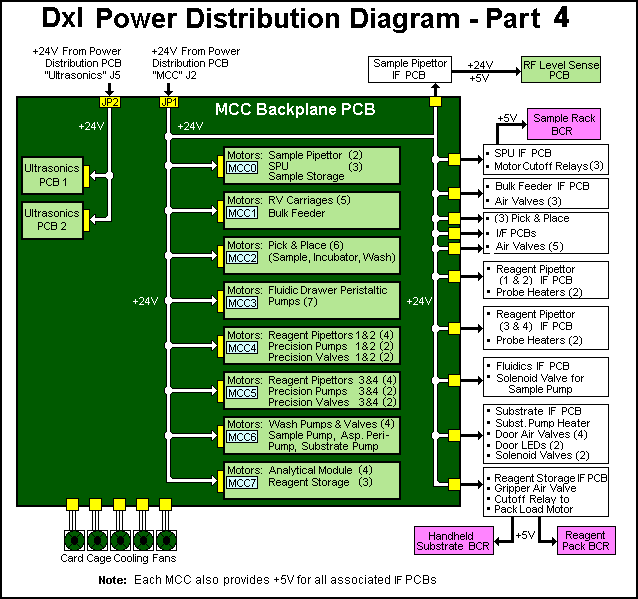 DxI Power Distribution Diagram - Part 4
+24V From Power
Distribution PCB
"Ultrasonics" J5
+24V From Power
Distribution PCB
"MCC" J2
Sample Pipettor
IF PCB
+24V
+5V
RF Level Sense
PCB
JP2
JP1
MCC Backplane PCB
+24V
+24V
+5V
Sample Rack
BCR
Ultrasonics
PCB 1
Ultrasonics
PCB 2
Motors: Sample Pipettor (2)
MCC0 SPU (3)
Sample Storage
Motors: RV Carriages (5)
MCC1 Bulk Feeder
Motors: Pick & Place (6)
MCC2 (Sample, Incubator, Wash)
+24V
Motors: Fluidic Drawer Peristaltic
MCC3 Pumps (7)
Motors: Reagent Pipettors 1&2 (4)
MCC4 Precision Pumps 1&2 (2)
Precision Valves 1&2 (2)
Motors: Reagent Pipettors 3&4 (4)
MCC5 Precision Pumps 3&4 (2)
Precision Valves 3&4 (2)
Motors: Wash Pumps & Valves (4)
MCC6 Sample Pump, Asp. Peri-
Pump, Substrate Pump
Motors: Analytical Module (4)
MCC7 Reagent Storage (3)
+24V
• SPU IF PCB
• Motor Cutoff Relays (3)
• Bulk Feeder IF PCB
• Air Valves (3)
• (3) Pick & Place
• I/F PCBs
• Air Valves (5)
• Reagent Pipettor
(1 & 2) IF PCB
• Probe Heaters (2)
• Reagent Pipettor
(3 & 4) IF PCB
• Probe Heaters (2)
• Fluidics IF PCB
• Solenoid Valve for
Sample Pump
• Substrate IF PCB
• Subst. Pump Heater
• Door Air Valves (4)
• Door LEDs (2)
• Solenoid Valves (2)
• Reagent Storage IF PCB
• Gripper Air Valve
• Cutoff Relay to
• Pack Load Motor
Handheld
Substrate BCR
+5V
Reagent
Pack BCR
Card Cage Cooling Fans
Note: Each MCC also provides +5V for all associated IF PCBs